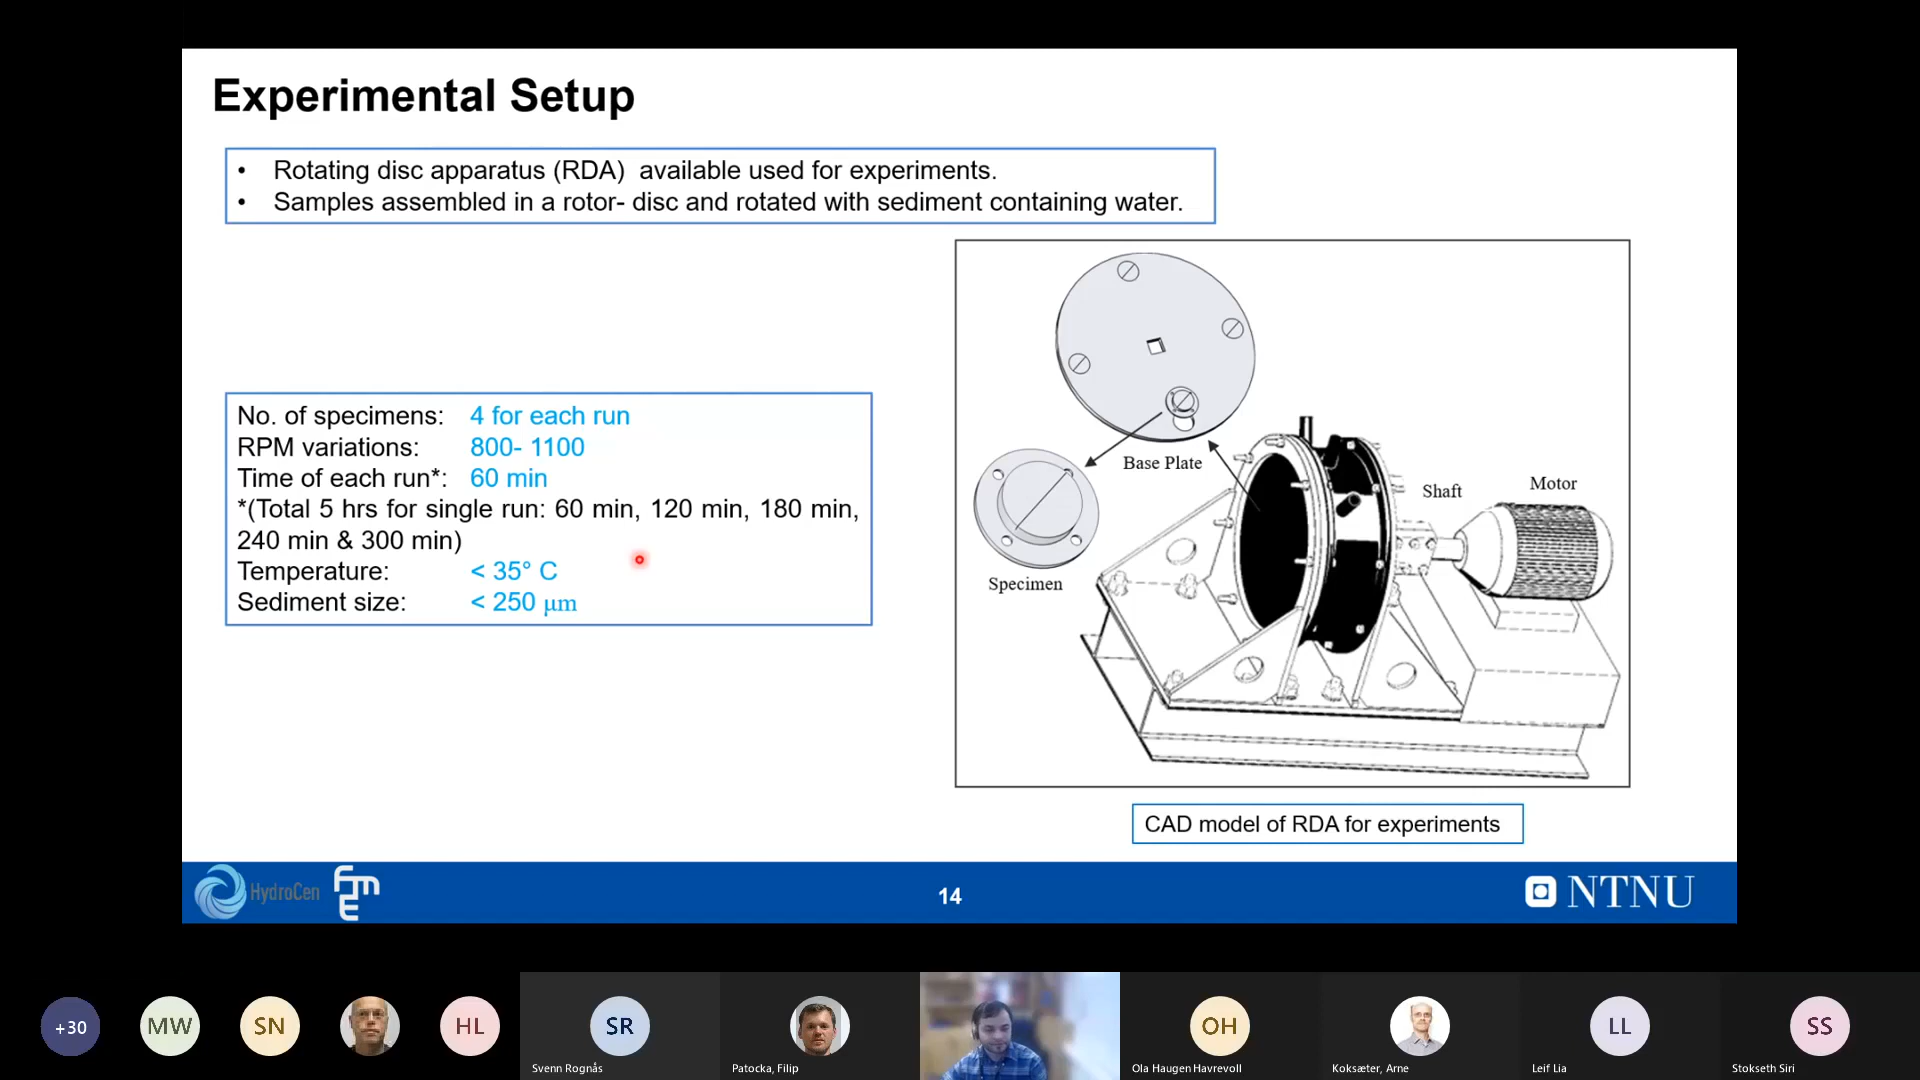 Experimental Setup
• Rotating disc apparatus (RDA) available used for experiments.
• Samples assembled in a rotor- disc and rotated with sediment containing water.
No. of specimens: 4 for each run
RPM variations: 800- 1100
Time of each run*: 60 min
*(Total 5 hrs for single run: 60 min, 120 min, 180 min,
240 min & 300 min)
Temperature: < 35° C
Sediment size: < 250 μm
Base Plate
Specimen
Shaft
Motor
CAD model of RDA for experiments
HydroCen
FME
14
NTNU
+30
MW
SN
HL
SR
Svenn Rognås
Patocka, Filip
OH
Ola Haugen Havrevoll
Koksæter, Arne
LL
Leif Lia
SS
Stokseth Siri